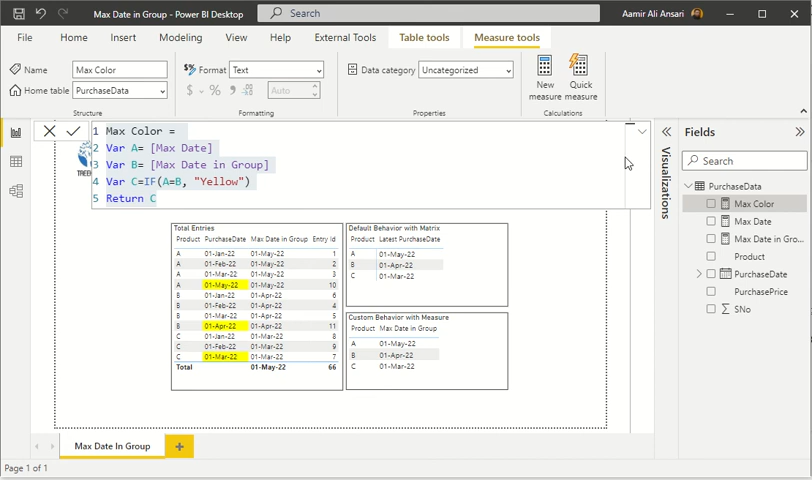 Max Date in Group - Power BI Desktop
Search
Aamir Ali Ansari
File Home Insert Modeling View Help External Tools Table tools Measure tools
Name Max Color
Home table PurchaseData
Structure
$% Format Text
$ % 9 Auto
Formatting
Data category Uncategorized
Properties
New measure
Quick measure
Calculations
1 Max Color =
2 Var A= [Max Date]
3 Var B= [Max Date in Group]
4 Var C=IF(A=B, "Yellow")
5 Return C
Total Entries
Product PurchaseDate Max Date in Group Entry Id
A 01-Jan-22 01-May-22 1
A 01-Feb-22 01-May-22 2
A 01-Mar-22 01-May-22 3
A 01-May-22 01-May-22 10
B 01-Jan-22 01-Apr-22 6
B 01-Feb-22 01-Apr-22 4
B 01-Mar-22 01-Apr-22 5
B 01-Apr-22 01-Apr-22 11
C 01-Jan-22 01-Mar-22 8
C 01-Feb-22 01-Mar-22 9
C 01-Mar-22 01-Mar-22 7
Total 01-May-22 66
Default Behavior with Matrix
Product Latest PurchaseDate
A 01-May-22
B 01-Apr-22
C 01-Mar-22
Custom Behavior with Measure
Product Max Date in Group
A 01-May-22
B 01-Apr-22
C 01-Mar-22
Visualizations
Fields
Search
PurchaseData
Max Color
Max Date
Max Date in Gro...
Product
PurchaseDate
PurchasePrice
SNo
Max Date In Group
Page 1 of 1